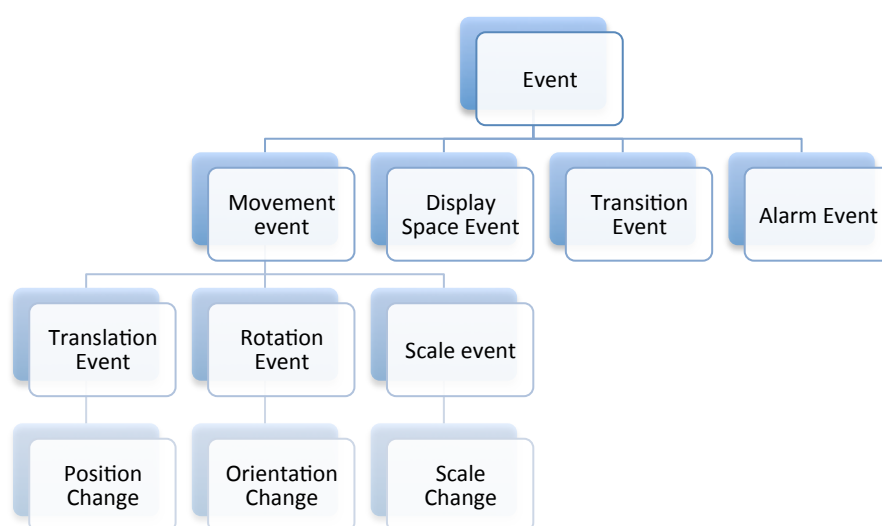 Event
Movement
event
Display
Space Event
Transition
Event
Alarm Event
Translation
Event
Rotation
Event
Scale event
Position
Change
Orientation
Change
Scale
Change